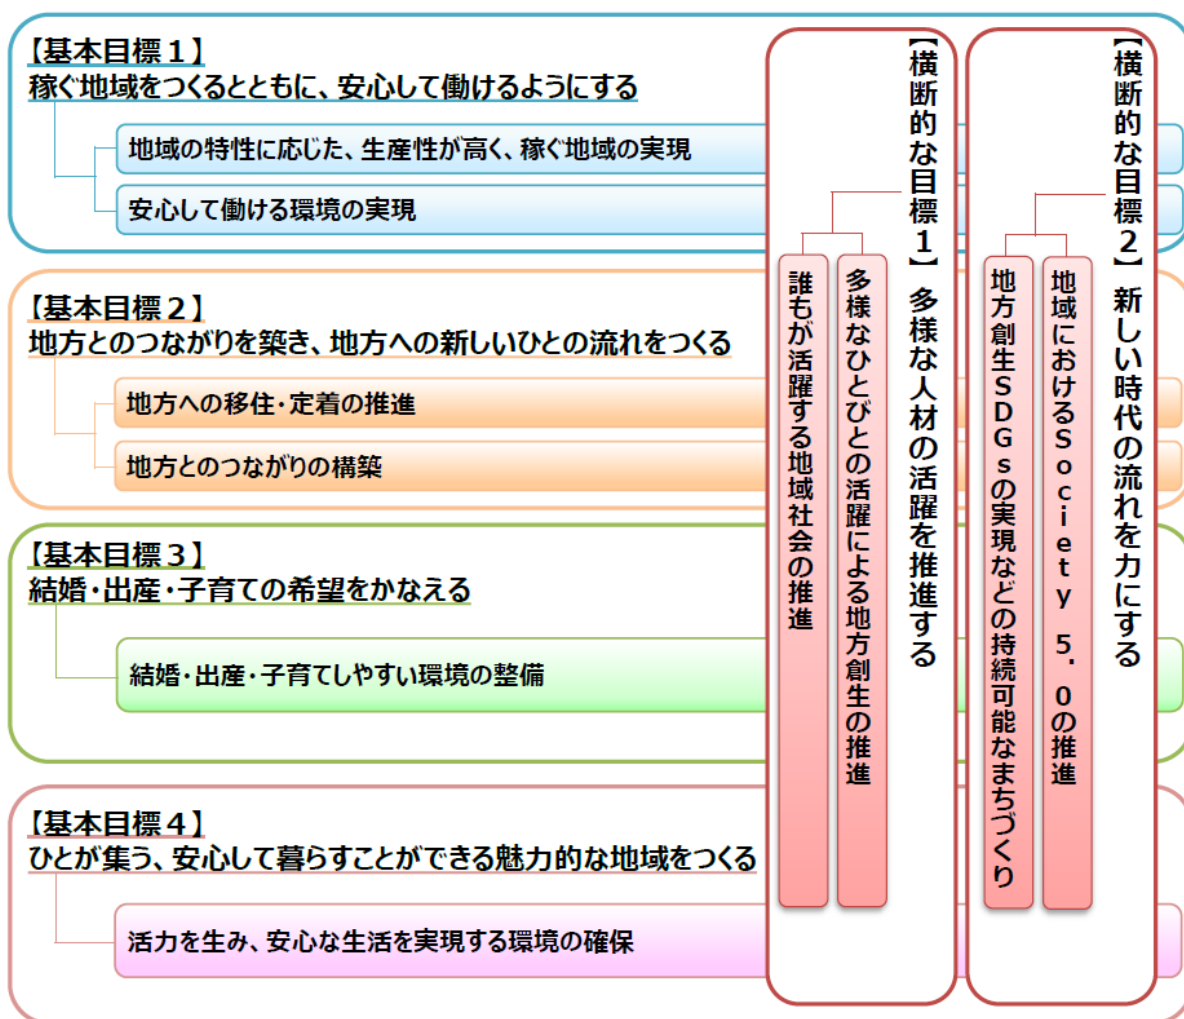 【基本目標１】
稼ぐ地域をつくるとともに、安心して働けるようにする
地域の特性に応じた、生産性が高く、稼ぐ地域の実現
安心して働ける環境の実現
【基本目標２】
地方とのつながりを築き、地方への新しいひとの流れをつくる
地方への移住・定着の推進
地方とのつながりの構築
【基本目標３】
結婚・出産・子育ての希望をかなえる
結婚・出産・子育てしやすい環境の整備
【基本目標４】
ひとが集う、安心して暮らすことができる魅力的な地域をつくる
活力を生み、安心な生活を実現する環境の確保
【横断的な目標１】多様な人材の活躍を推進する
多様なひとびとの活躍による地方創生の推進
誰もが活躍する地域社会の推進
【横断的な目標２】新しい時代の流れを力にする
地域におけるＳｏｃｉｅｔｙ　５．０の推進
地方創生ＳＤＧｓの実現などの持続可能なまちづくり